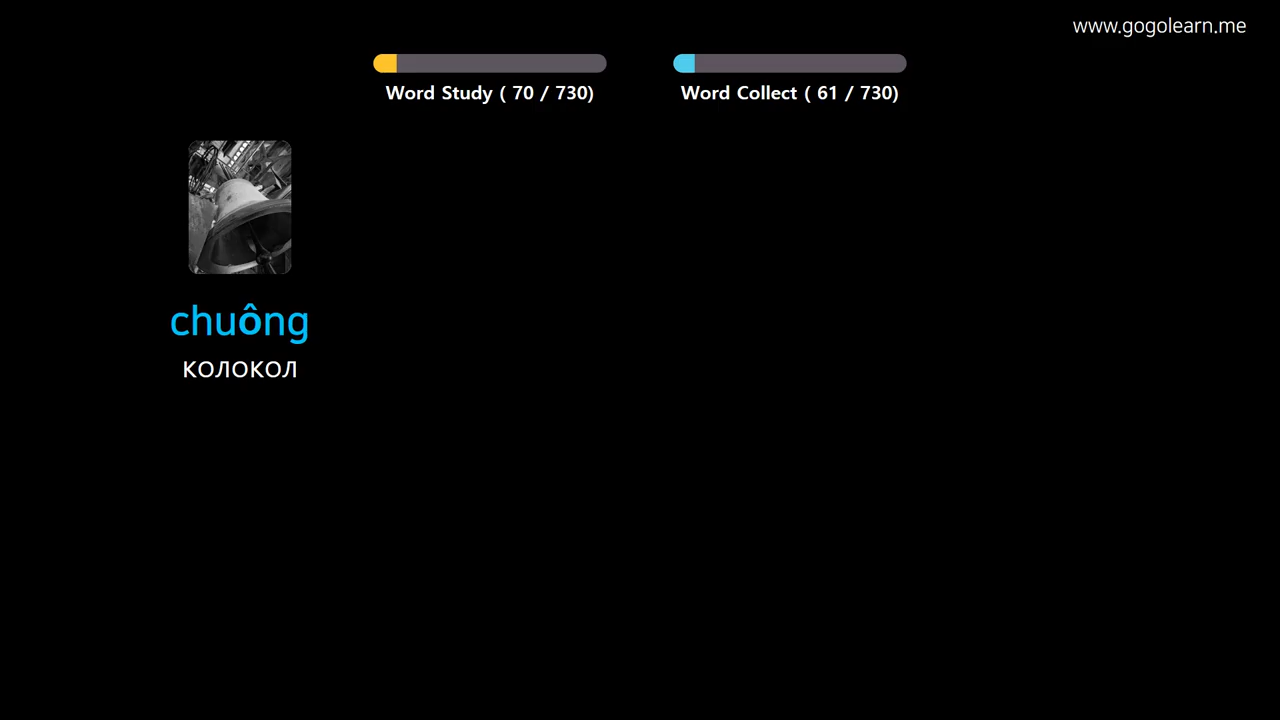 www.gogolearn.me
Word Study ( 70 / 730)
Word Collect ( 61 / 730)
chuông
колокол